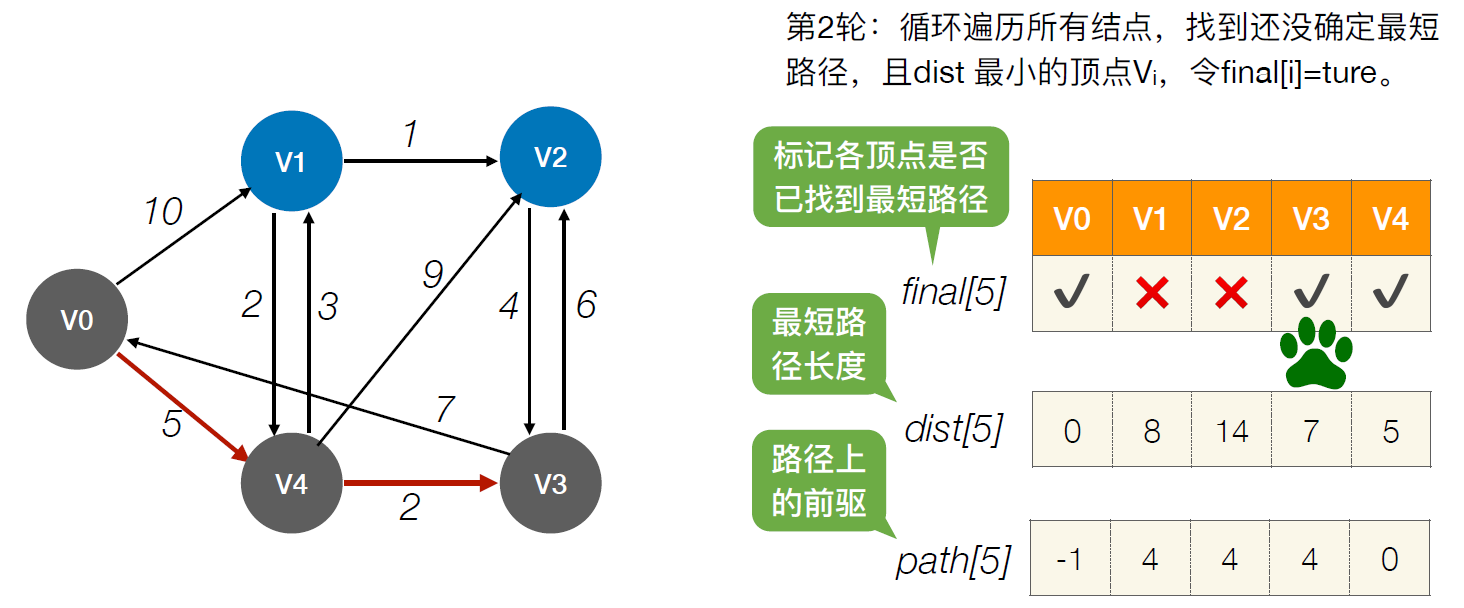 第2轮：循环遍历所有结点，找到还没确定最短
路径，且dist 最小的顶点Vi，令final[i]=ture。
标记各顶点是否
已找到最短路径
V0 V1 V2 V3 V4
final[5]
✓ ✕ ✕ ✓ ✓
最短路
径长度
dist[5]
0 8 14 7 5
路径上
的前驱
path[5]
-1 4 4 4 0
V1
1
V2
10
2
3
9
4
6
V0
5
7
V4
2
V3